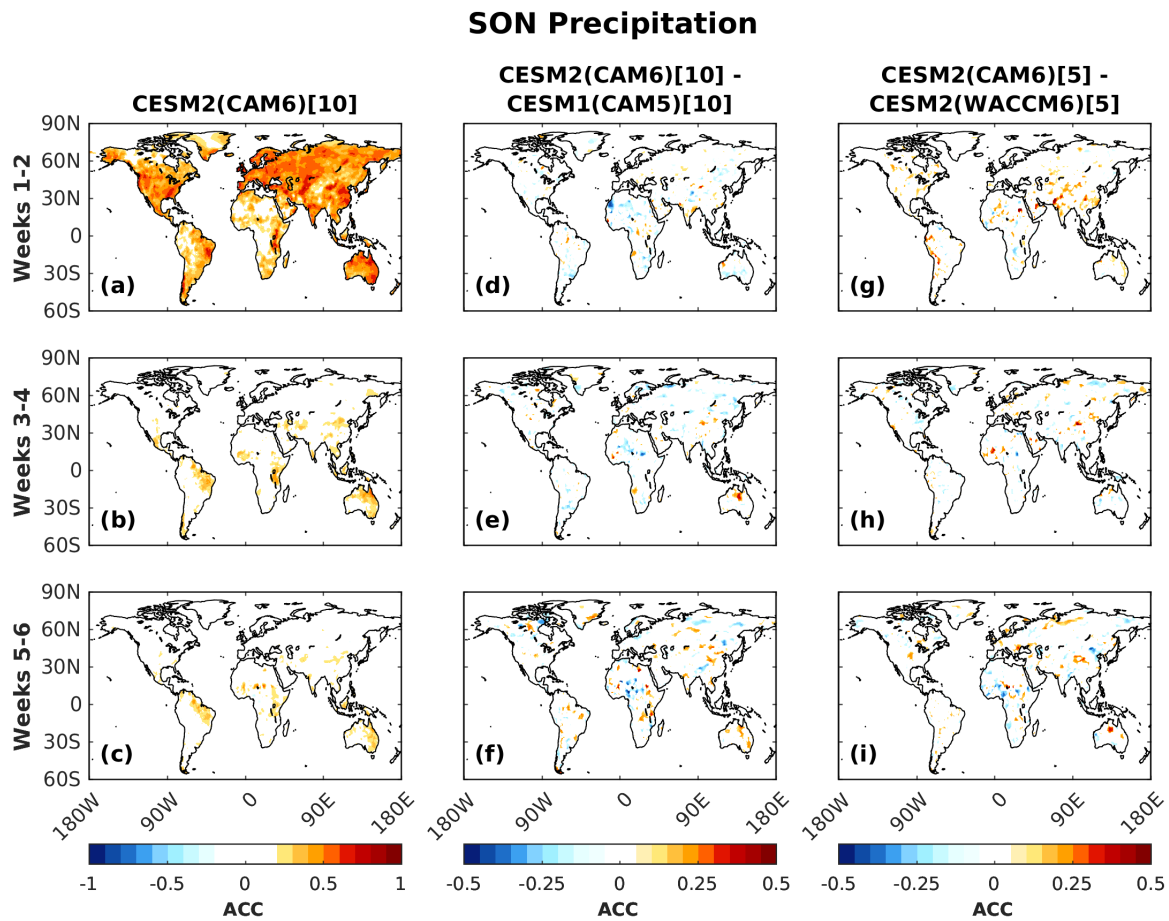 SON Precipitation
CESM2(CAM6)[10]
CESM2(CAM6)[10] -
CESM1(CAM5)[10]
CESM2(CAM6)[5] -
CESM2(WACCM6)[5]
Weeks 1-2
90N
60N
30N
0
30S
60S
(a)
(d)
(g)
Weeks 3-4
90N
60N
30N
0
30S
60S
(b)
(e)
(h)
Weeks 5-6
90N
60N
30N
0
30S
60S
(c)
(f)
(i)
180W 90W 0 90E 180E
180W 90W 0 90E 180E
180W 90W 0 90E 180E
-1 -0.5 0 0.5 1
ACC
-0.5 -0.25 0 0.25 0.5
ACC
-0.5 -0.25 0 0.25 0.5
ACC